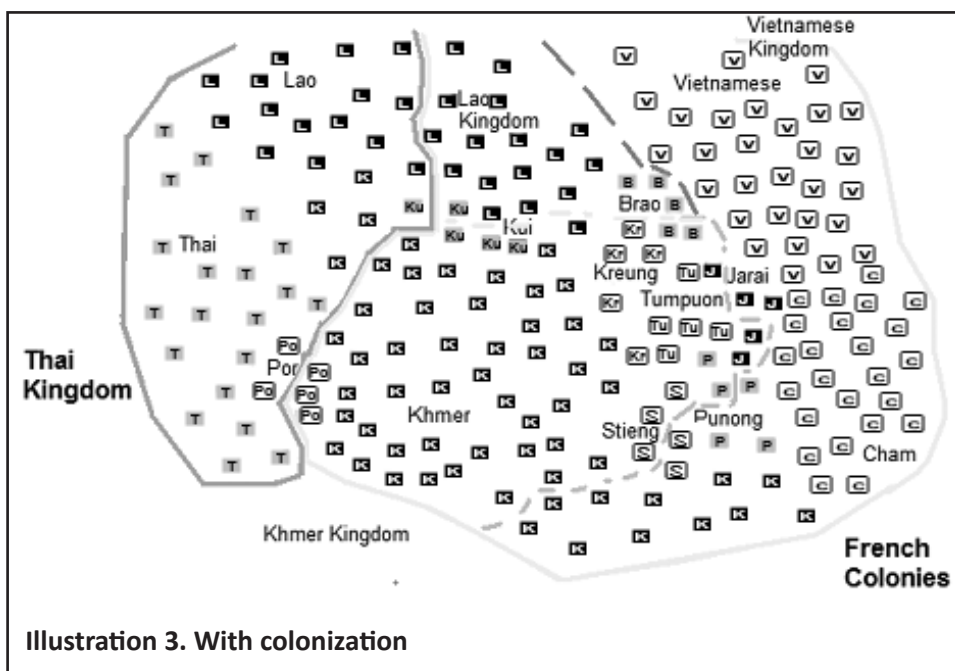 Vietnamese
Kingdom
Vietnamese
Lao
Lao
Kingdom
Brao
Thai
Kui
Kreung
Jarai
Tumpuon
Thai
Kingdom
Por
Khmer
Punong
Stieng
Cham
Khmer Kingdom
French
Colonies
Illustration 3. With colonization